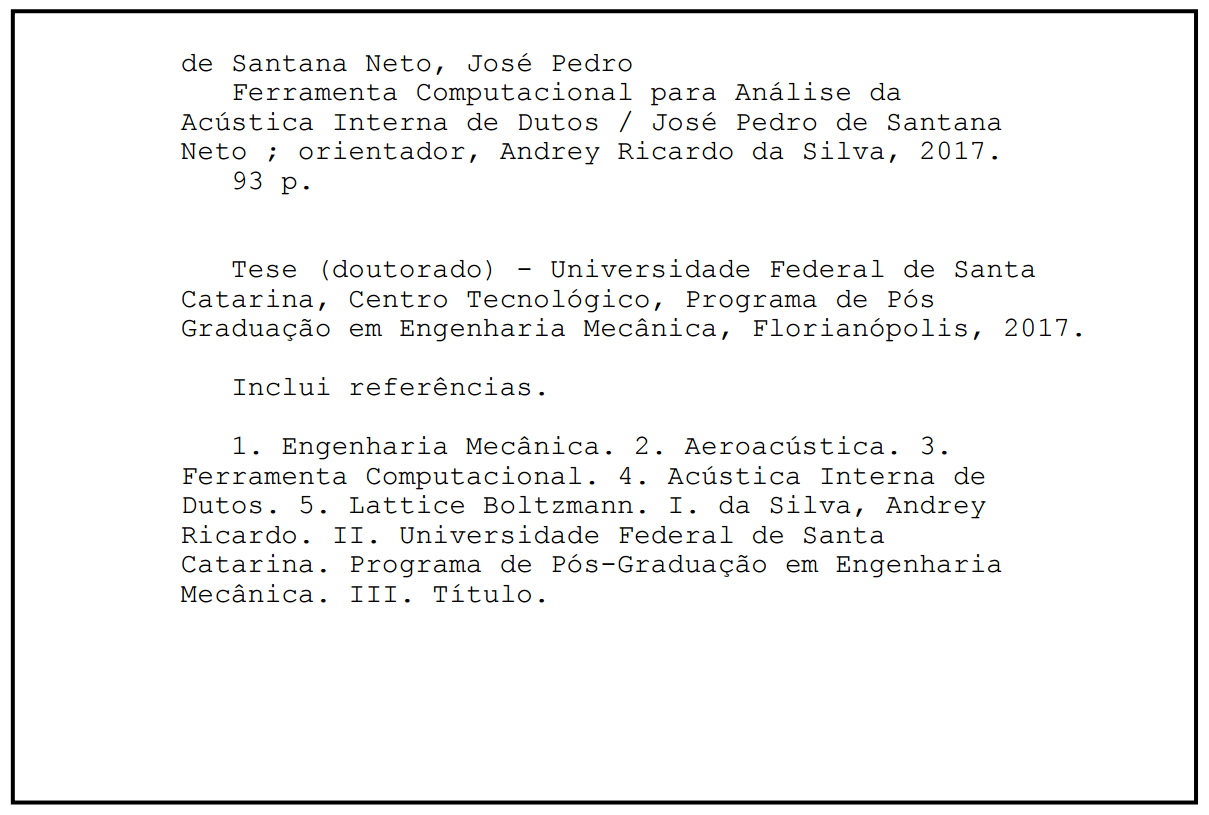 de Santana Neto, José Pedro
Ferramenta Computacional para Análise da
Acústica Interna de Dutos / José Pedro de Santana
Neto ; orientador, Andrey Ricardo da Silva, 2017.
93 p.
Tese (doutorado) - Universidade Federal de Santa
Catarina, Centro Tecnológico, Programa de Pós
Graduação em Engenharia Mecânica, Florianópolis, 2017.
Inclui referências.
1. Engenharia Mecânica. 2. Aeroacústica. 3.
Ferramenta Computacional. 4. Acústica Interna de
Dutos. 5. Lattice Boltzmann. I. da Silva, Andrey
Ricardo. II. Universidade Federal de Santa
Catarina. Programa de Pós-Graduação em Engenharia
Mecânica. III. Título.